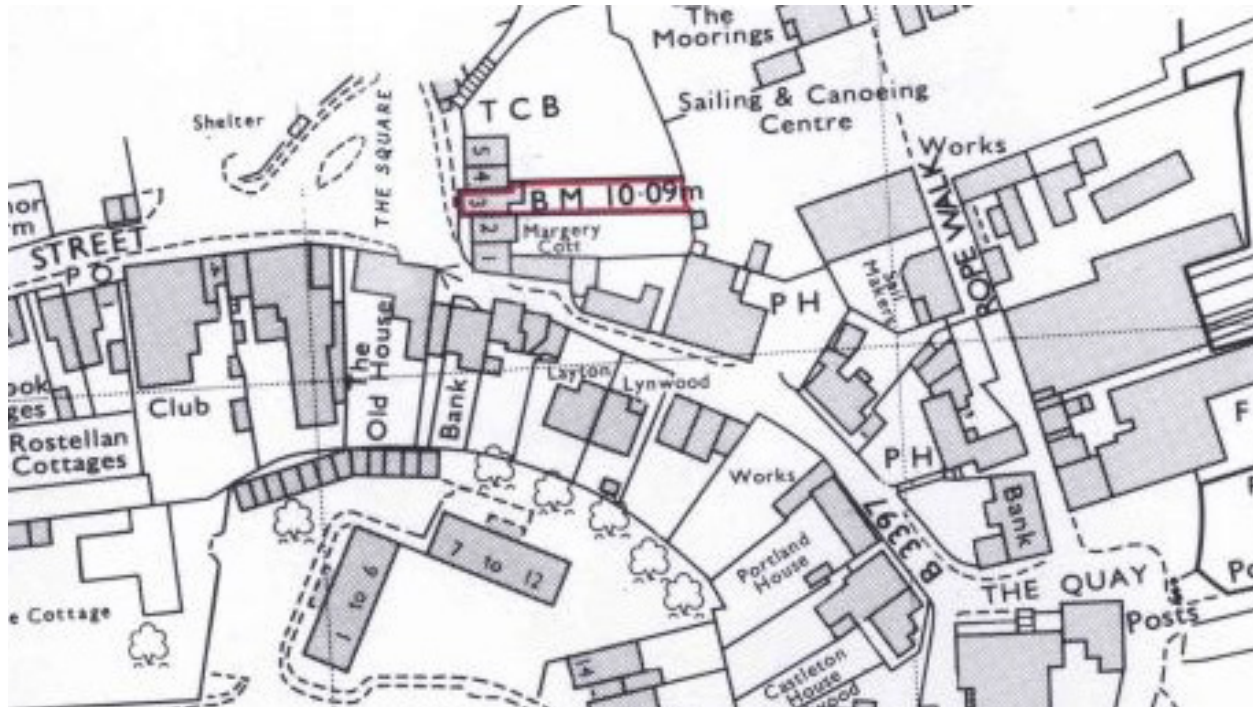 The
Moorings
Sailing & Canoeing
Centre
TCB
Shelter
THE SQUARE
Works
ROPE WALK
5
4
3
BM 10·09m
2
1
Margery
Cott
STREET
PO
PH
Sail
Makers
The
Old House
Bank
Layton
Lynwood
Club
Rostellan
Cottages
PH
Works
Bank
B 3397
Portland
House
7 to 12
1 to 6
THE QUAY
Posts
e Cottage
14
Castleton
House